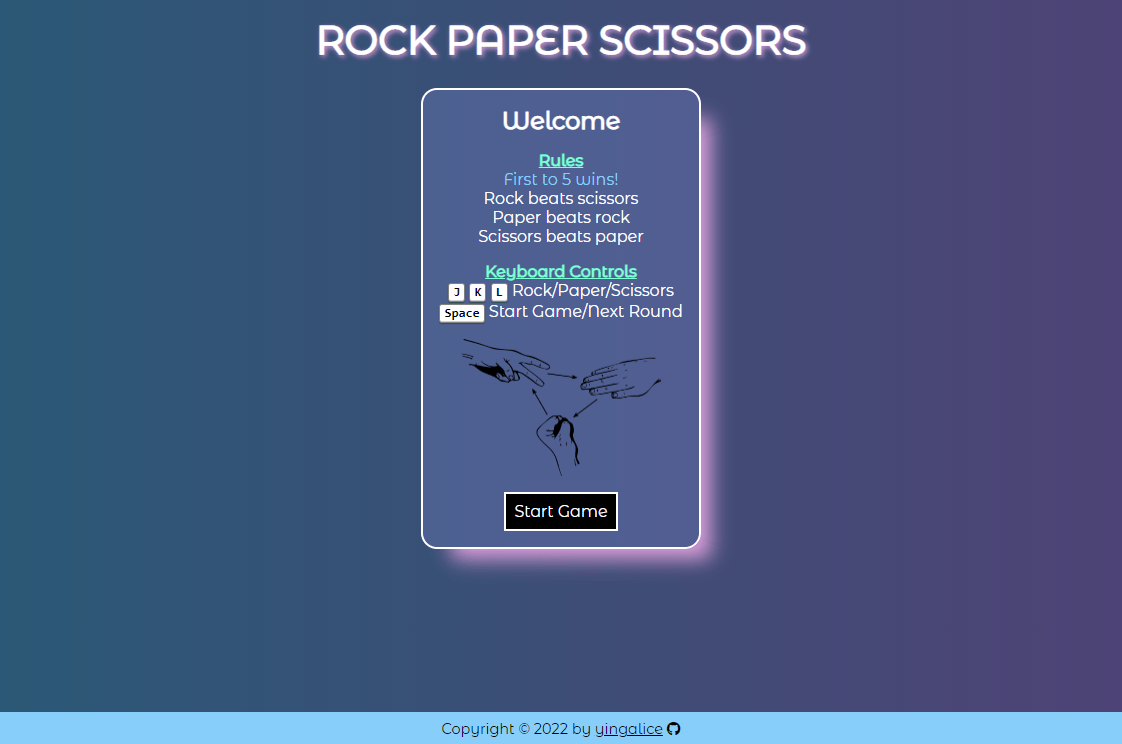 ROCK PAPER SCISSORS
Welcome
Rules
First to 5 wins!
Rock beats scissors
Paper beats rock
Scissors beats paper
Keyboard Controls
J K L Rock/Paper/Scissors
Space Start Game/Next Round
Start Game
Copyright © 2022 by yingalice